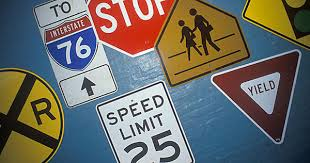 TO
INTERSTATE
76
STOP
R
SPEED
LIMIT
25
YIELD